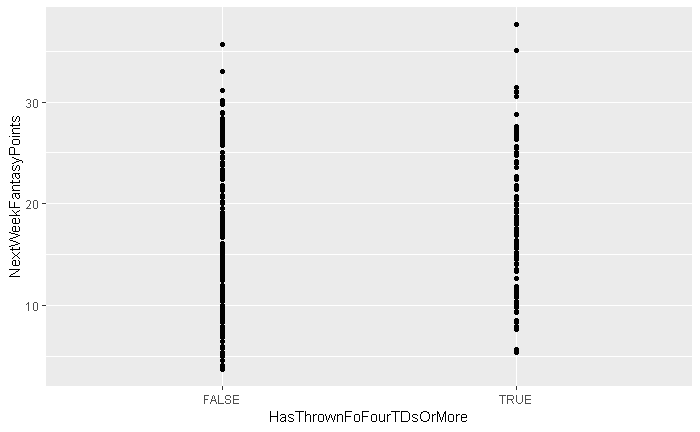 NextWeekFantasyPoints
30
20
10
FALSE
TRUE
HasThrownFoFourTDsOrMore